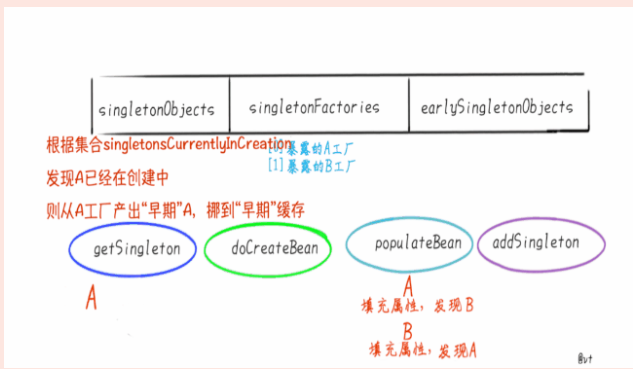 singletonObjects singletonFactories earlySingletonObjects
根据集合singletonsCurrentlyInCreation
[0]暴露的A工厂
[1]暴露的B工厂
发现A已经在创建中
则从A工厂产出“早期”A，挪到“早期”缓存
getSingleton doCreateBean populateBean addSingleton
A
A
填充属性，发现B
B
填充属性，发现A